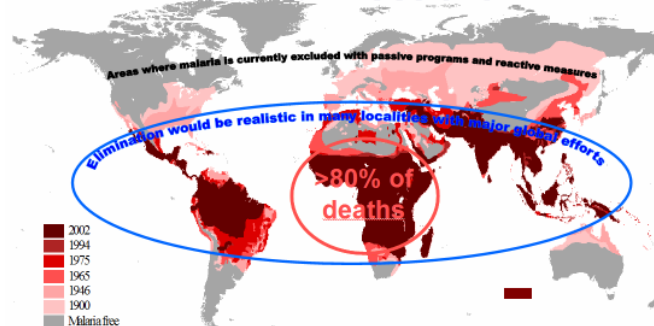 Areas where malaria is currently excluded with passive programs and reactive measures
Elimination would be realistic in many localities with major global efforts
>80% of
deaths
2002
1994
1975
1965
1946
1900
Malaria free